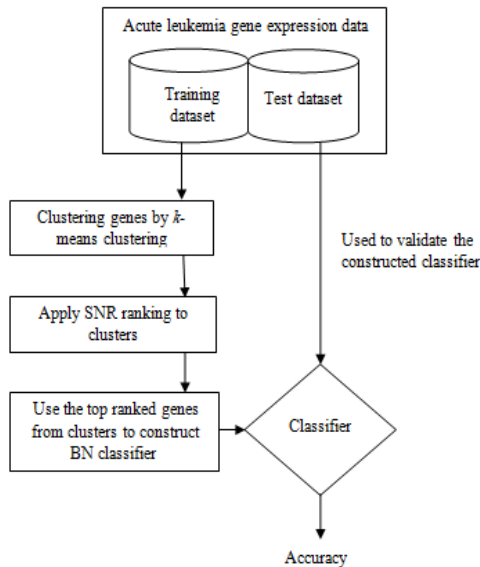 Acute leukemia gene expression data
Training
dataset
Test dataset
Clustering genes by k-
means clustering
Used to validate the
constructed classifier
Apply SNR ranking to
clusters
Use the top ranked genes
from clusters to construct
BN classifier
Classifier
Accuracy